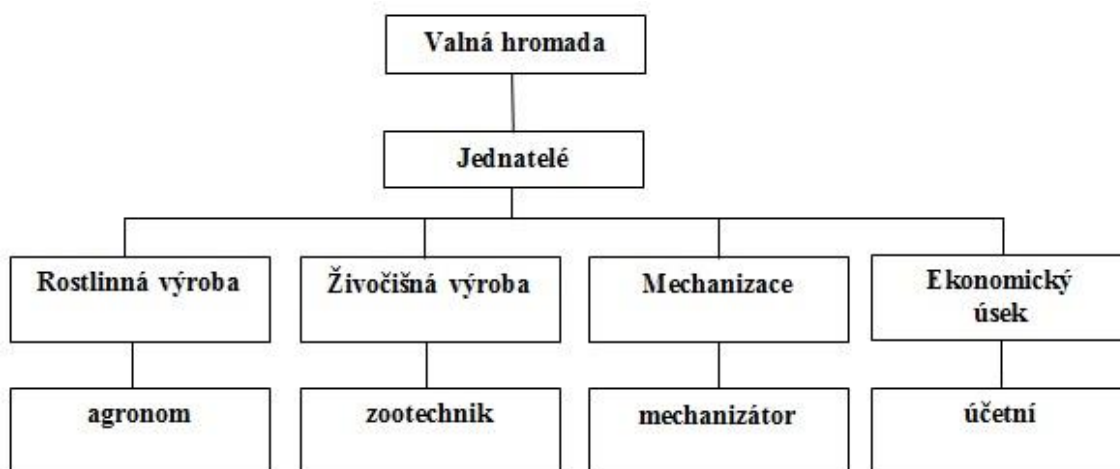 Valná hromada
Jednatelé
Rostlinná výroba
Živočišná výroba
Mechanizace
Ekonomický
úsek
agronom
zootechnik
mechanizátor
účetní